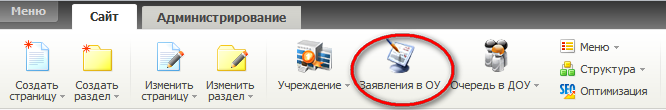 Меню
Сайт
Администрирование
Создать страницу
Создать раздел
Изменить страницу
Изменить раздел
Учреждение
Заявления в ОУ
Очередь в ДОУ
Меню
Структура
SEO Оптимизация